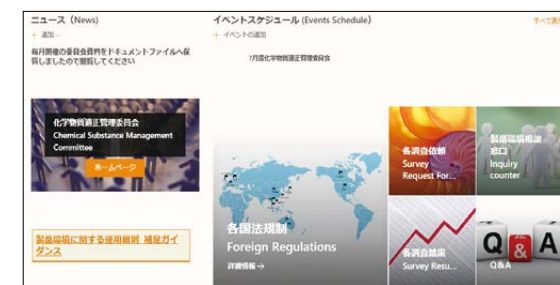 ニュース（News）
＋ 追加
毎月開催の委員会資料をドキュメントファイルへ保
管しましたので閲覧してください
化学物質適正管理委員会
Chemical Substance Management
Committee
ホームページ
製品環境に関する運用細則 補足ガイ
ダンス
イベントスケジュール (Events Schedule)
＋ イベントの追加
7月度化学物質適正管理委員会
すべて表示
各国法規制
Foreign Regulations
詳細情報→
各調査依頼
Survey
Request For...
製品環境相談
窓口
Inquiry
counter
各調査結果
Survey Resu...
Q & A
Q&A